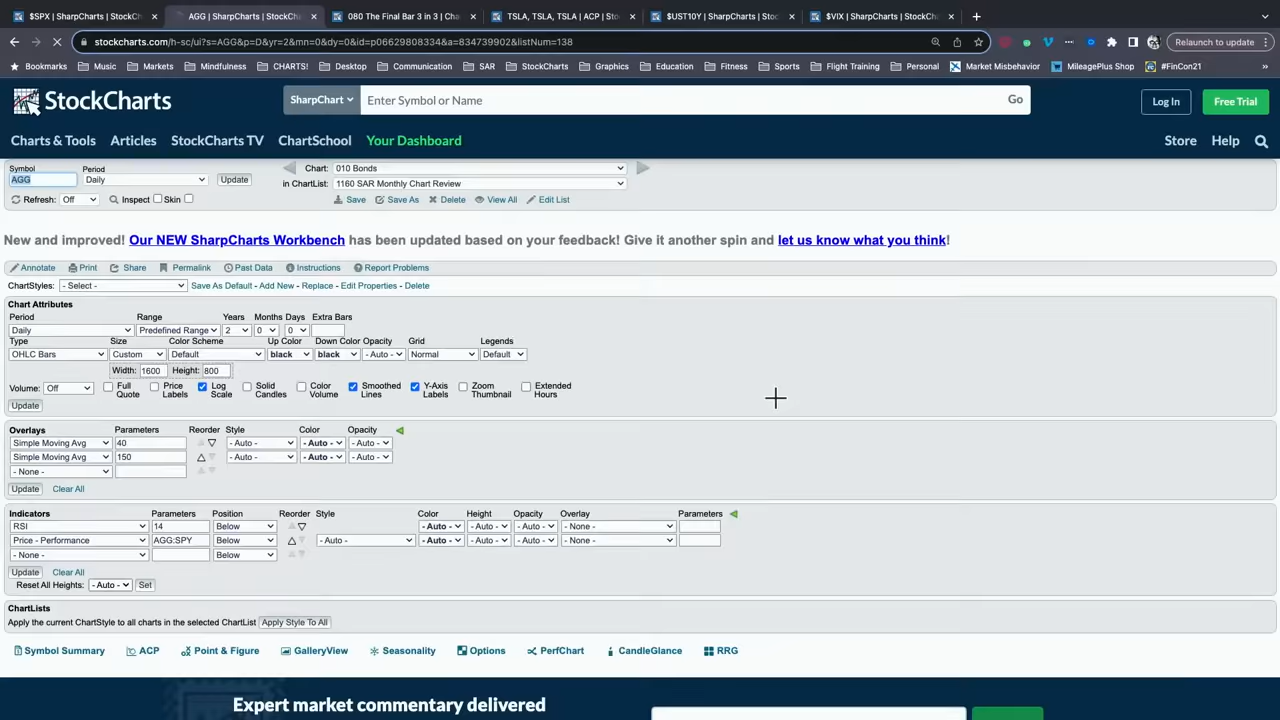 $SPX | SharpCharts | StockCha
AGG | SharpCharts | StockCha
080 The Final Bar 3 in 3 | Cha
TSLA, TSLA, TSLA | ACP | Sto
$UST10Y | SharpCharts | Stoc
$VIX | SharpCharts | StockCh
stockcharts.com/h-sc/ui?s=AGG&p=D&yr=2&mn=0&dy=0&id=p06629808334&a=834739902&listNum=138
Relaunch to update
Bookmarks
Music
Markets
Mindfulness
CHARTS!
Desktop
Communication
SAR
StockCharts
Graphics
Education
Fitness
Sports
Flight Training
Personal
Market Misbehavior
MileagePlus Shop
#FinCon21
StockCharts
SharpChart
Enter Symbol or Name
Go
Log In
Free Trial
Charts & Tools
Articles
StockCharts TV
ChartSchool
Your Dashboard
Store
Help
Symbol Period
AGG Daily Update
Chart: 010 Bonds
in ChartList: 1160 SAR Monthly Chart Review
Refresh: Off Inspect Skin
Save Save As Delete View All Edit List
New and improved! Our NEW SharpCharts Workbench has been updated based on your feedback! Give it another spin and let us know what you think!
Annotate Print Share Permalink Past Data Instructions Report Problems
ChartStyles: - Select - Save As Default - Add New - Replace - Edit Properties - Delete
Chart Attributes
Period Range Years Months Days Extra Bars
Daily Predefined Range 2 0 0
Type Size Color Scheme Up Color Down Color Opacity Grid Legends
OHLC Bars Custom Default black black - Auto - Normal Default
Width: 1600 Height: 800
Volume: Off Full Quote Price Labels Log Scale Solid Candles Color Volume Smoothed Lines Y-Axis Labels Zoom Thumbnail Extended Hours
Update
Overlays Parameters Reorder Style Color Opacity
Simple Moving Avg 40 - Auto - - Auto - - Auto -
Simple Moving Avg 150 - Auto - - Auto - - Auto -
- None -
Update Clear All
Indicators Parameters Position Reorder Style Color Height Opacity Overlay Parameters
RSI 14 Below - Auto - - Auto - - Auto - - None -
Price - Performance AGG:SPY Below - Auto - - Auto - - Auto - - Auto - - None -
- None - Below
Update Clear All
Reset All Heights: - Auto - Set
ChartLists
Apply the current ChartStyle to all charts in the selected ChartList Apply Style To All
Symbol Summary ACP Point & Figure GalleryView Seasonality Options PerfChart CandleGlance RRG
Expert market commentary delivered